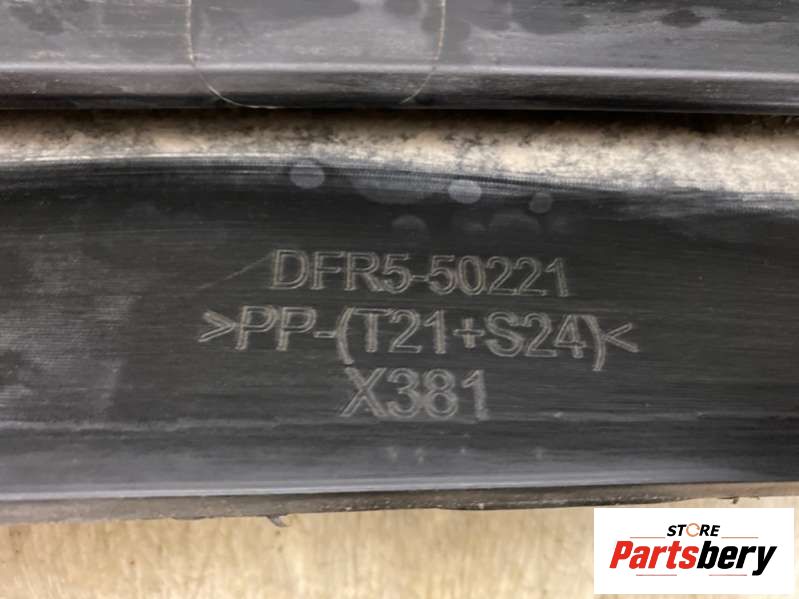 DFR5-50221
>PP-(T21+S24)<
X381
STORE
Partsbery